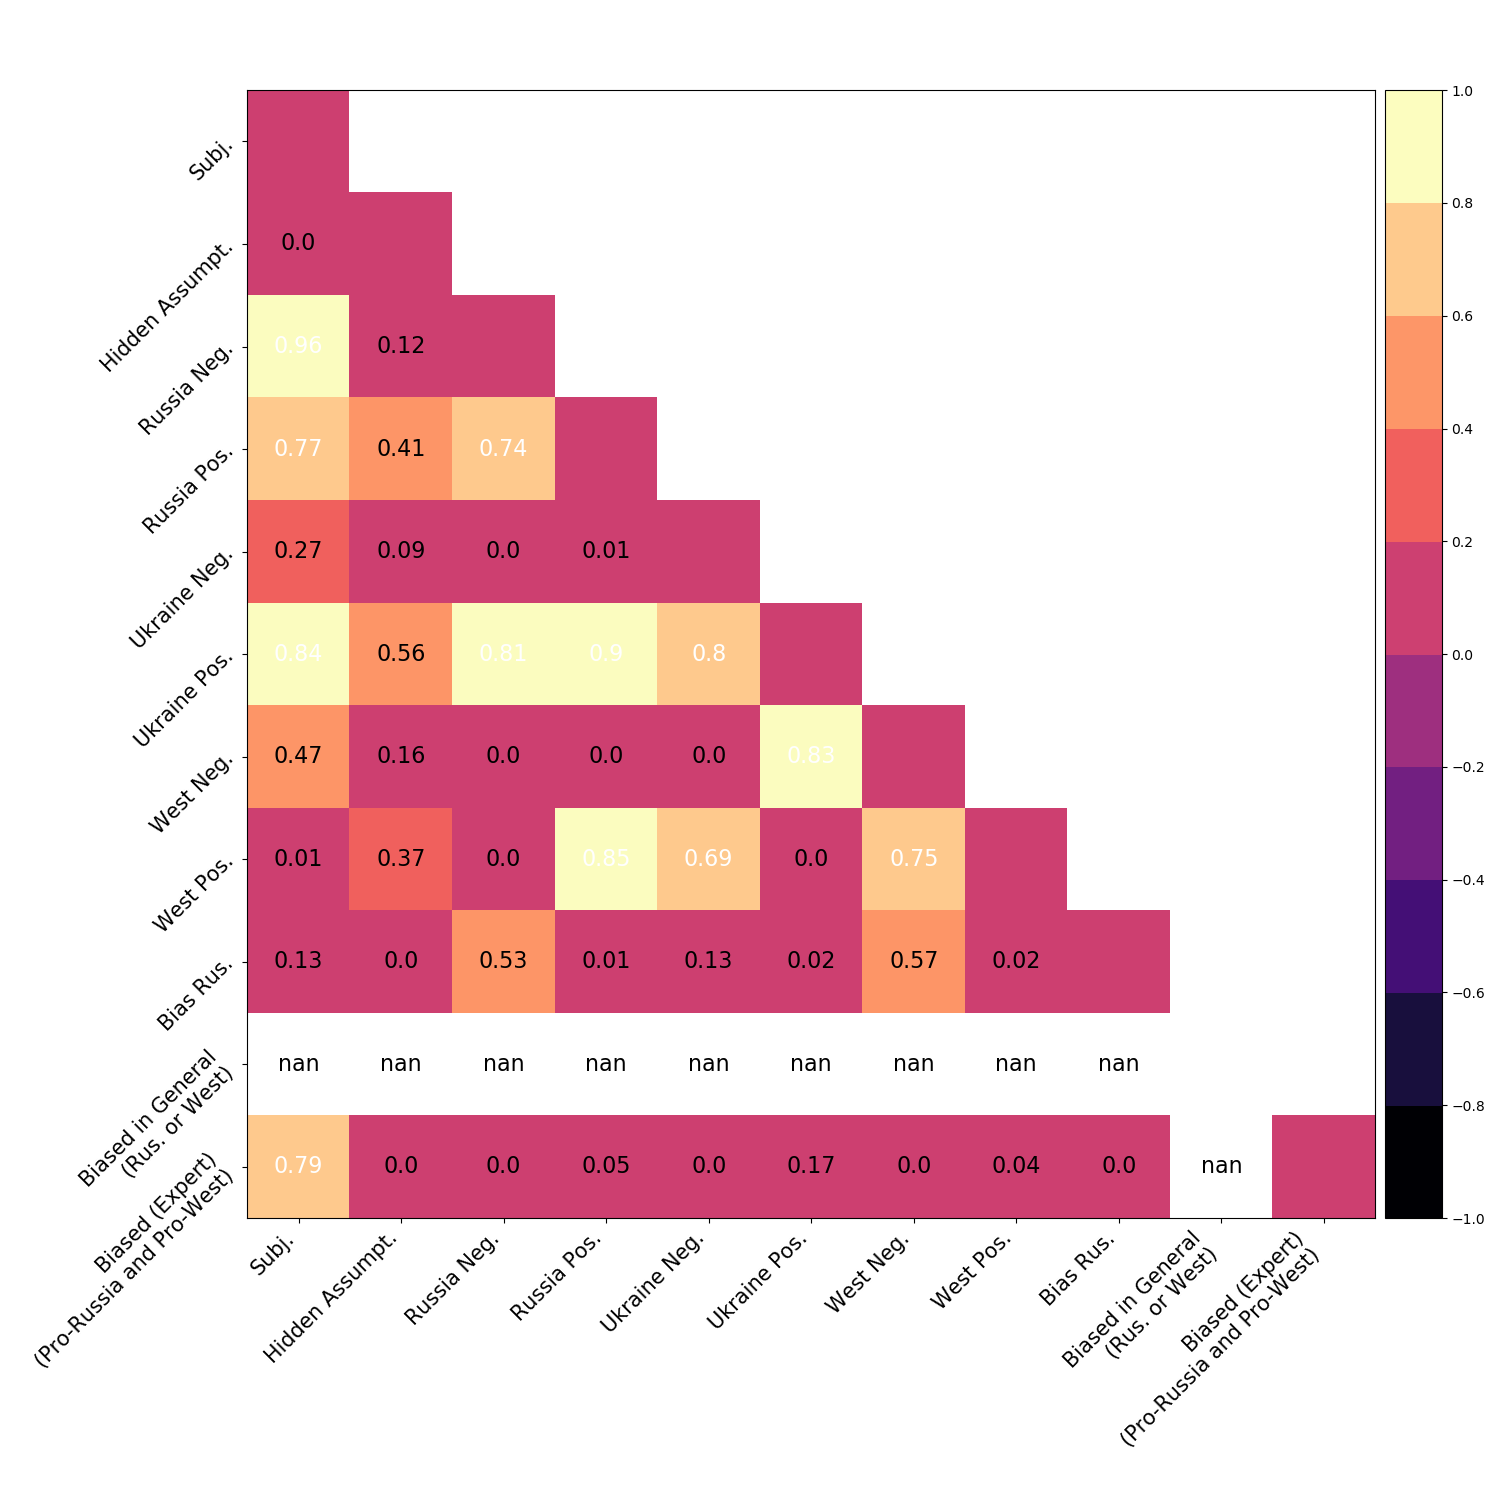 1.0
Subj.
0.8
Hidden Assumpt.
0.0
Russia Neg.
0.96 0.12
0.6
Russia Pos.
0.77 0.41 0.74
0.4
Ukraine Neg.
0.27 0.09 0.0 0.01
0.2
Ukraine Pos.
0.84 0.56 0.81 0.9 0.8
0.0
West Neg.
0.47 0.16 0.0 0.0 0.0 0.83
−0.2
West Pos.
0.01 0.37 0.0 0.85 0.69 0.0 0.75
−0.4
Bias Rus.
0.13 0.0 0.53 0.01 0.13 0.02 0.57 0.02
−0.6
Biased in General
(Rus. or West)
nan nan nan nan nan nan nan nan nan
−0.8
Biased (Expert)
(Pro-Russia and Pro-West)
0.79 0.0 0.0 0.05 0.0 0.17 0.0 0.04 0.0 nan
−1.0
Subj.
Hidden Assumpt.
Russia Neg.
Russia Pos.
Ukraine Neg.
Ukraine Pos.
West Neg.
West Pos.
Bias Rus.
Biased in General
(Rus. or West)
Biased (Expert)
(Pro-Russia and Pro-West)